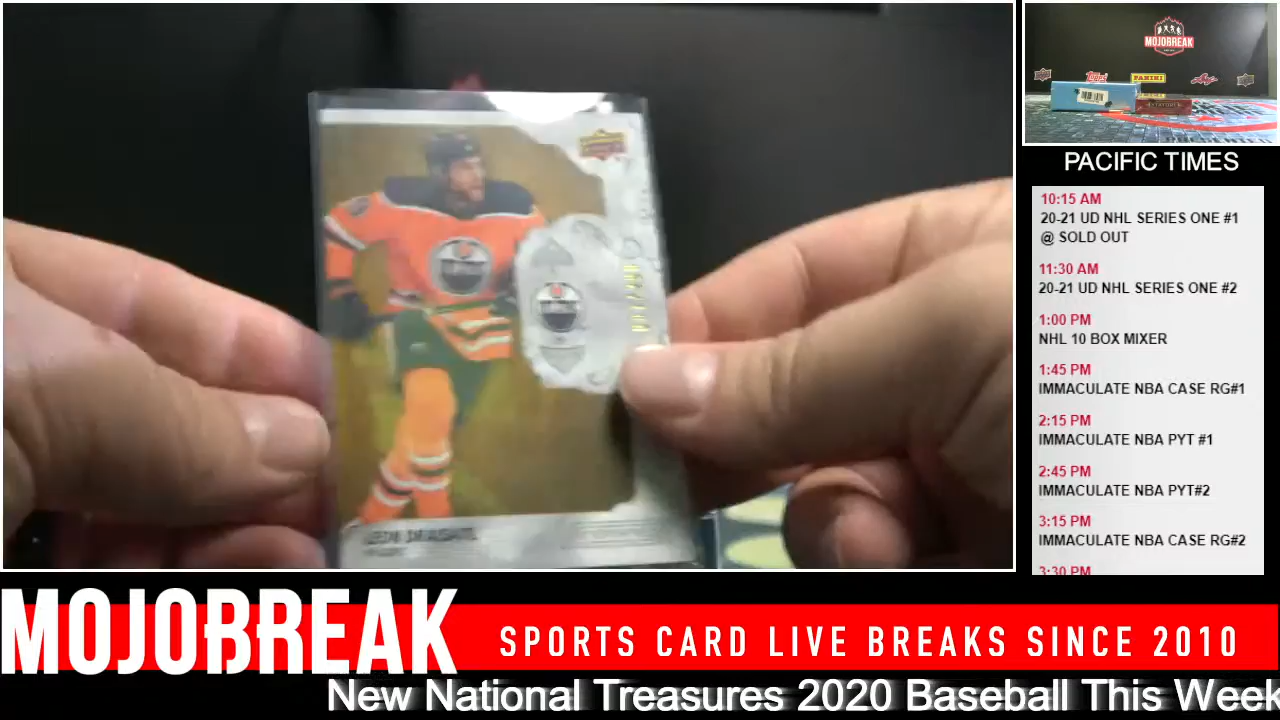 MOJOBREAK
PACIFIC TIMES
10:15 AM
20-21 UD NHL SERIES ONE #1
@ SOLD OUT
11:30 AM
20-21 UD NHL SERIES ONE #2
1:00 PM
NHL 10 BOX MIXER
1:45 PM
IMMACULATE NBA CASE RG#1
2:15 PM
IMMACULATE NBA PYT #1
2:45 PM
IMMACULATE NBA PYT#2
3:15 PM
IMMACULATE NBA CASE RG#2
3:30 PM
MOJOBREAK
SPORTS CARD LIVE BREAKS SINCE 2010
New National Treasures 2020 Baseball This Week